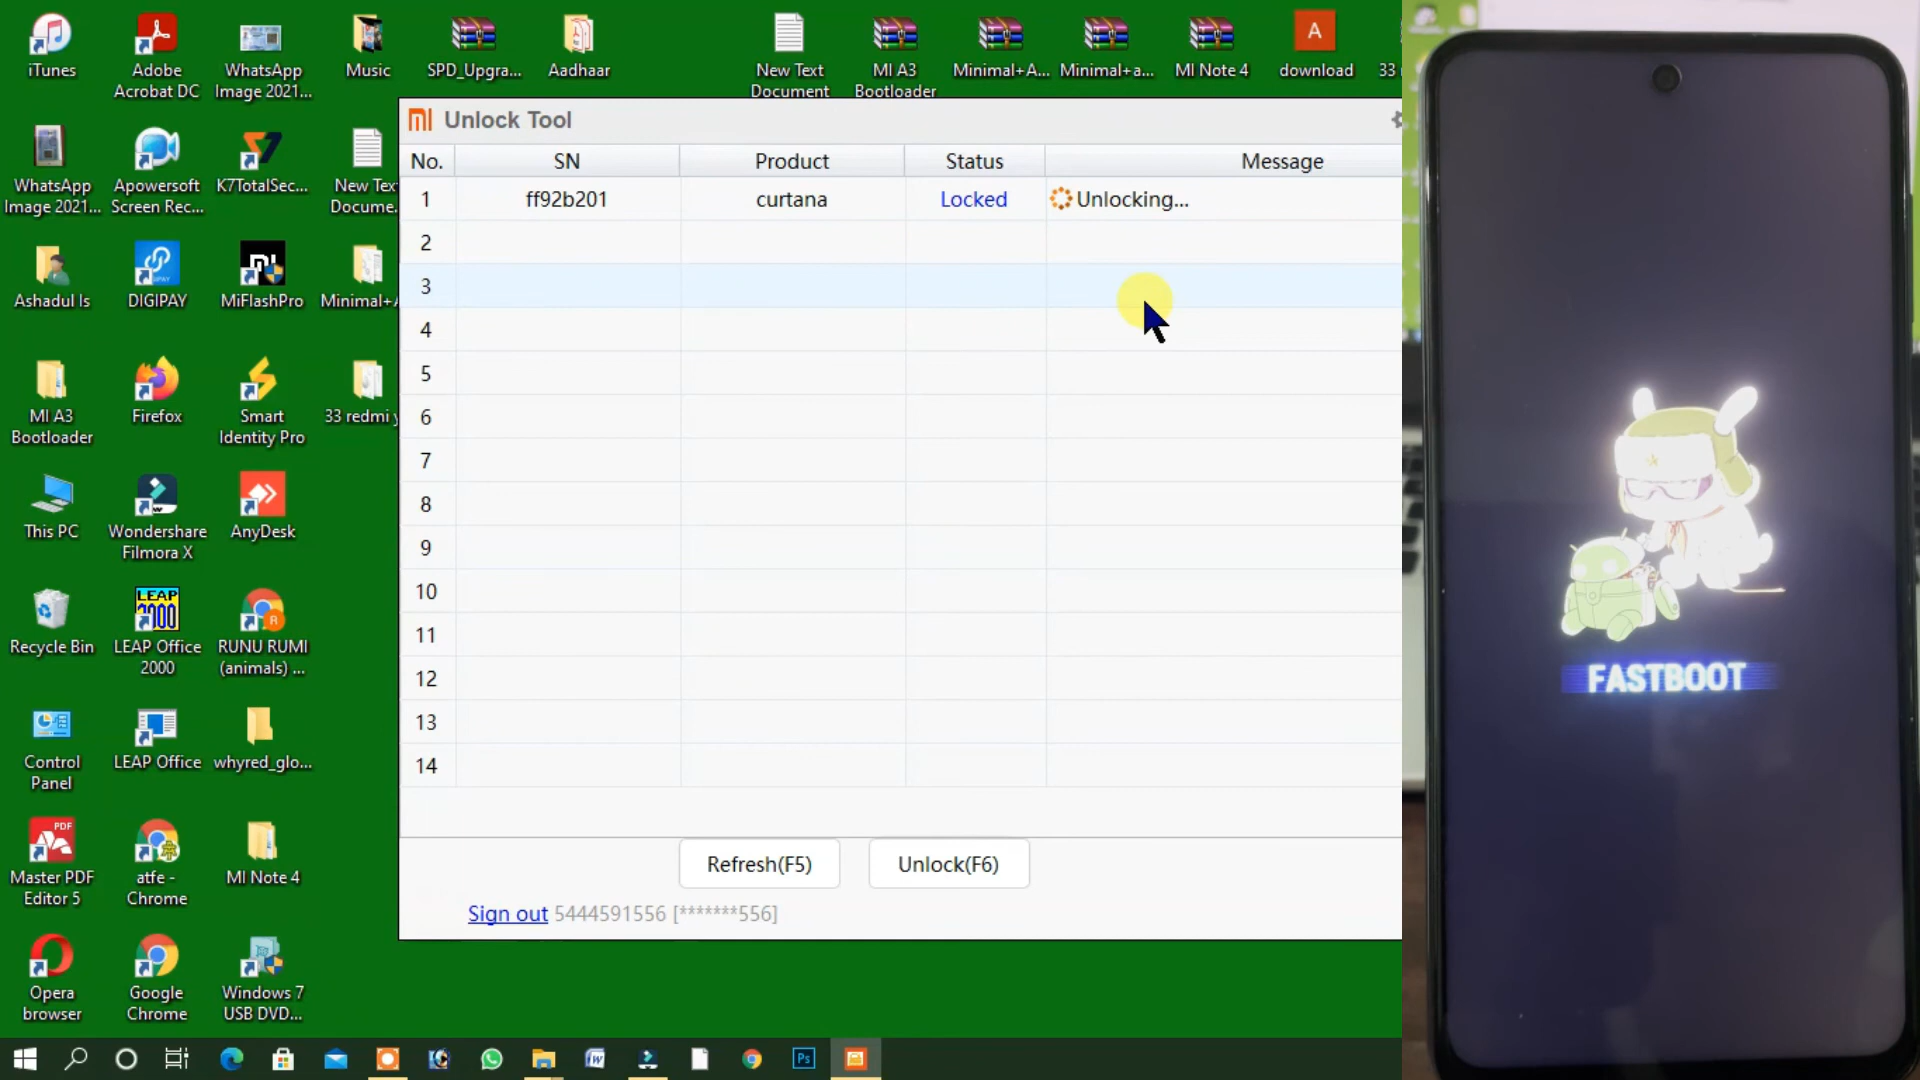 iTunes
Adobe
Acrobat DC
WhatsApp
Image 2021...
Music
SPD_Upgra...
Aadhaar
New Text
Document
MI A3
Bootloader
Minimal+A...
Minimal+a...
MI Note 4
A
download
33
WhatsApp
Image 2021...
Apowersoft
Screen Rec...
K7TotalSec...
New Tex
Docume.
Ashadul Is
DIGIPAY
MiFlashPro
Minimal+
MI A3
Bootloader
Firefox
Smart
Identity Pro
33 redmi y
This PC
Wondershare
Filmora X
AnyDesk
Recycle Bin
LEAP
2000
LEAP Office
2000
RUNU RUMI
(animals) ...
Control
Panel
LEAP Office
whyred_glo...
PDF
Master PDF
Editor 5
atfe -
Chrome
MI Note 4
Opera
browser
Google
Chrome
Windows 7
USB DVD...
Unlock Tool
No. SN Product Status Message
1 ff92b201 curtana Locked Unlocking...
2
3
4
5
6
7
8
9
10
11
12
13
14
Refresh(F5) Unlock(F6)
Sign out 5444591556 [*******556]
Ps
FASTBOOT